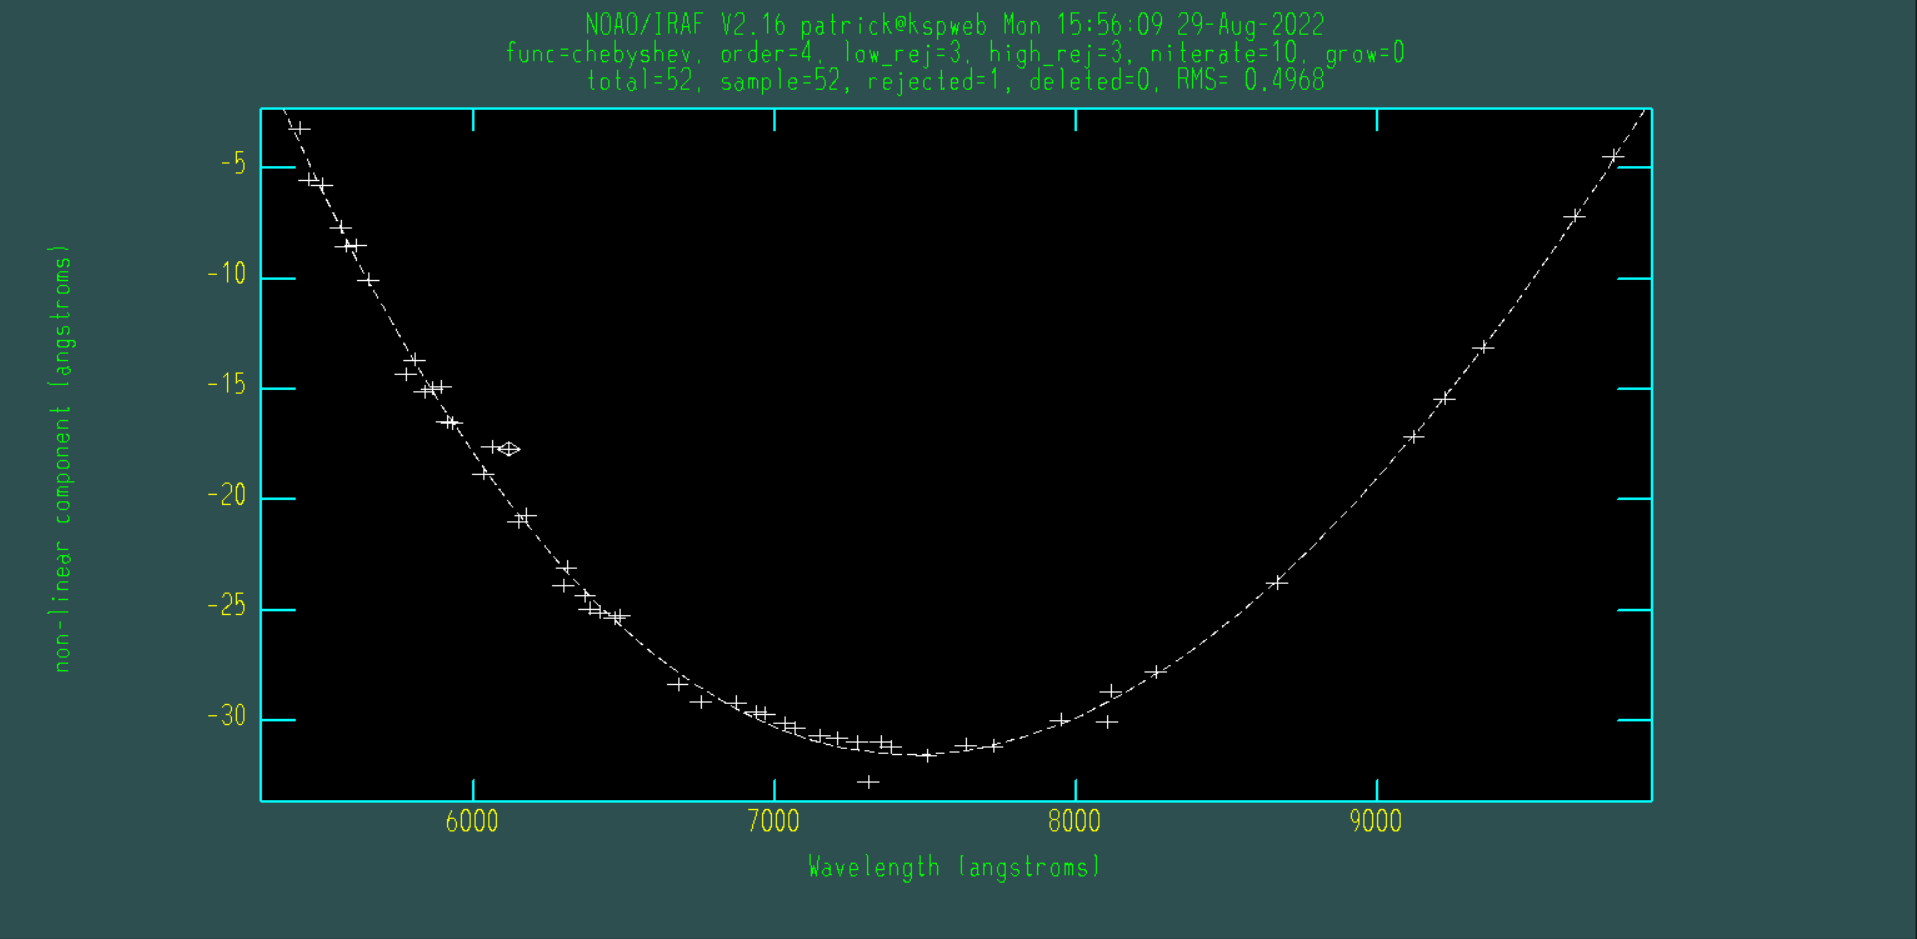 NOAO/IRAF V2.16 patrick@kspweb Mon 15:56:09 29-Aug-2022
func=chebyshev, order=4, low_rej=3, high_rej=3, niterate=10, grow=0
total=52, sample=52, rejected=1, deleted=0, RMS= 0.4968
-5
-10
-15
-20
-25
-30
non-linear component (angstroms)
6000 7000 8000 9000
Wavelength (angstroms)